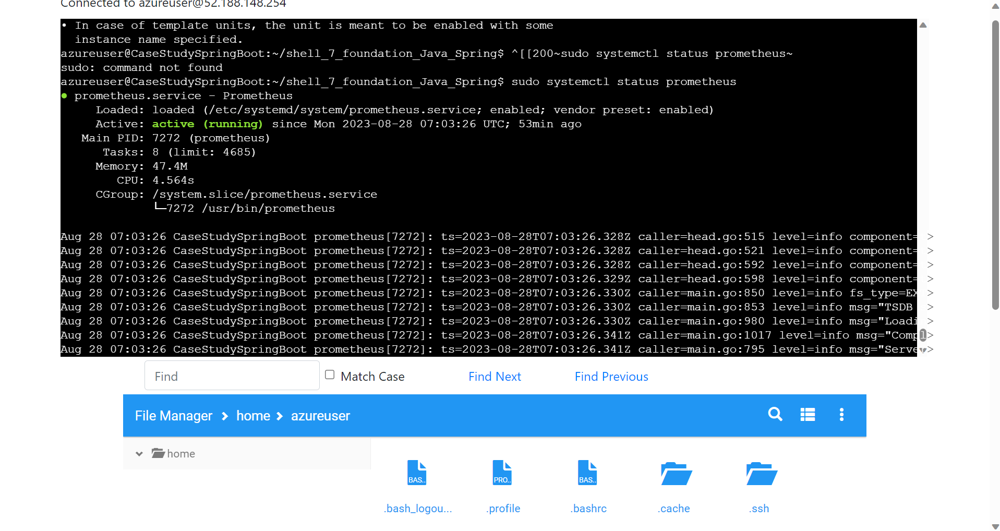 Connected to azureuser@52.188.148.254
• In case of template units, the unit is meant to be enabled with some
instance name specified.
azureuser@CaseStudySpringBoot:~/shell_7_foundation_Java_Spring$ ^[[200~sudo systemctl status prometheus~
sudo: command not found
azureuser@CaseStudySpringBoot:~/shell_7_foundation_Java_Spring$ sudo systemctl status prometheus
● prometheus.service - Prometheus
Loaded: loaded (/etc/systemd/system/prometheus.service; enabled; vendor preset: enabled)
Active: active (running) since Mon 2023-08-28 07:03:26 UTC; 53min ago
Main PID: 7272 (prometheus)
Tasks: 8 (limit: 4685)
Memory: 47.4M
CPU: 4.564s
CGroup: /system.slice/prometheus.service
└─7272 /usr/bin/prometheus
Aug 28 07:03:26 CaseStudySpringBoot prometheus[7272]: ts=2023-08-28T07:03:26.328Z caller=head.go:515 level=info component= >
Aug 28 07:03:26 CaseStudySpringBoot prometheus[7272]: ts=2023-08-28T07:03:26.328Z caller=head.go:521 level=info component= >
Aug 28 07:03:26 CaseStudySpringBoot prometheus[7272]: ts=2023-08-28T07:03:26.328Z caller=head.go:592 level=info component= >
Aug 28 07:03:26 CaseStudySpringBoot prometheus[7272]: ts=2023-08-28T07:03:26.329Z caller=head.go:598 level=info component= >
Aug 28 07:03:26 CaseStudySpringBoot prometheus[7272]: ts=2023-08-28T07:03:26.330Z caller=main.go:850 level=info fs_type=EX >
Aug 28 07:03:26 CaseStudySpringBoot prometheus[7272]: ts=2023-08-28T07:03:26.330Z caller=main.go:853 level=info msg="TSDB >
Aug 28 07:03:26 CaseStudySpringBoot prometheus[7272]: ts=2023-08-28T07:03:26.330Z caller=main.go:980 level=info msg="Loadi >
Aug 28 07:03:26 CaseStudySpringBoot prometheus[7272]: ts=2023-08-28T07:03:26.341Z caller=main.go:1017 level=info msg="Compl>
Aug 28 07:03:26 CaseStudySpringBoot prometheus[7272]: ts=2023-08-28T07:03:26.341Z caller=main.go:795 level=info msg="Server>
Find Match Case Find Next Find Previous
File Manager > home > azureuser
home
BAS.. PRO.. BAS..
.bash_logou... .profile .bashrc .cache .ssh